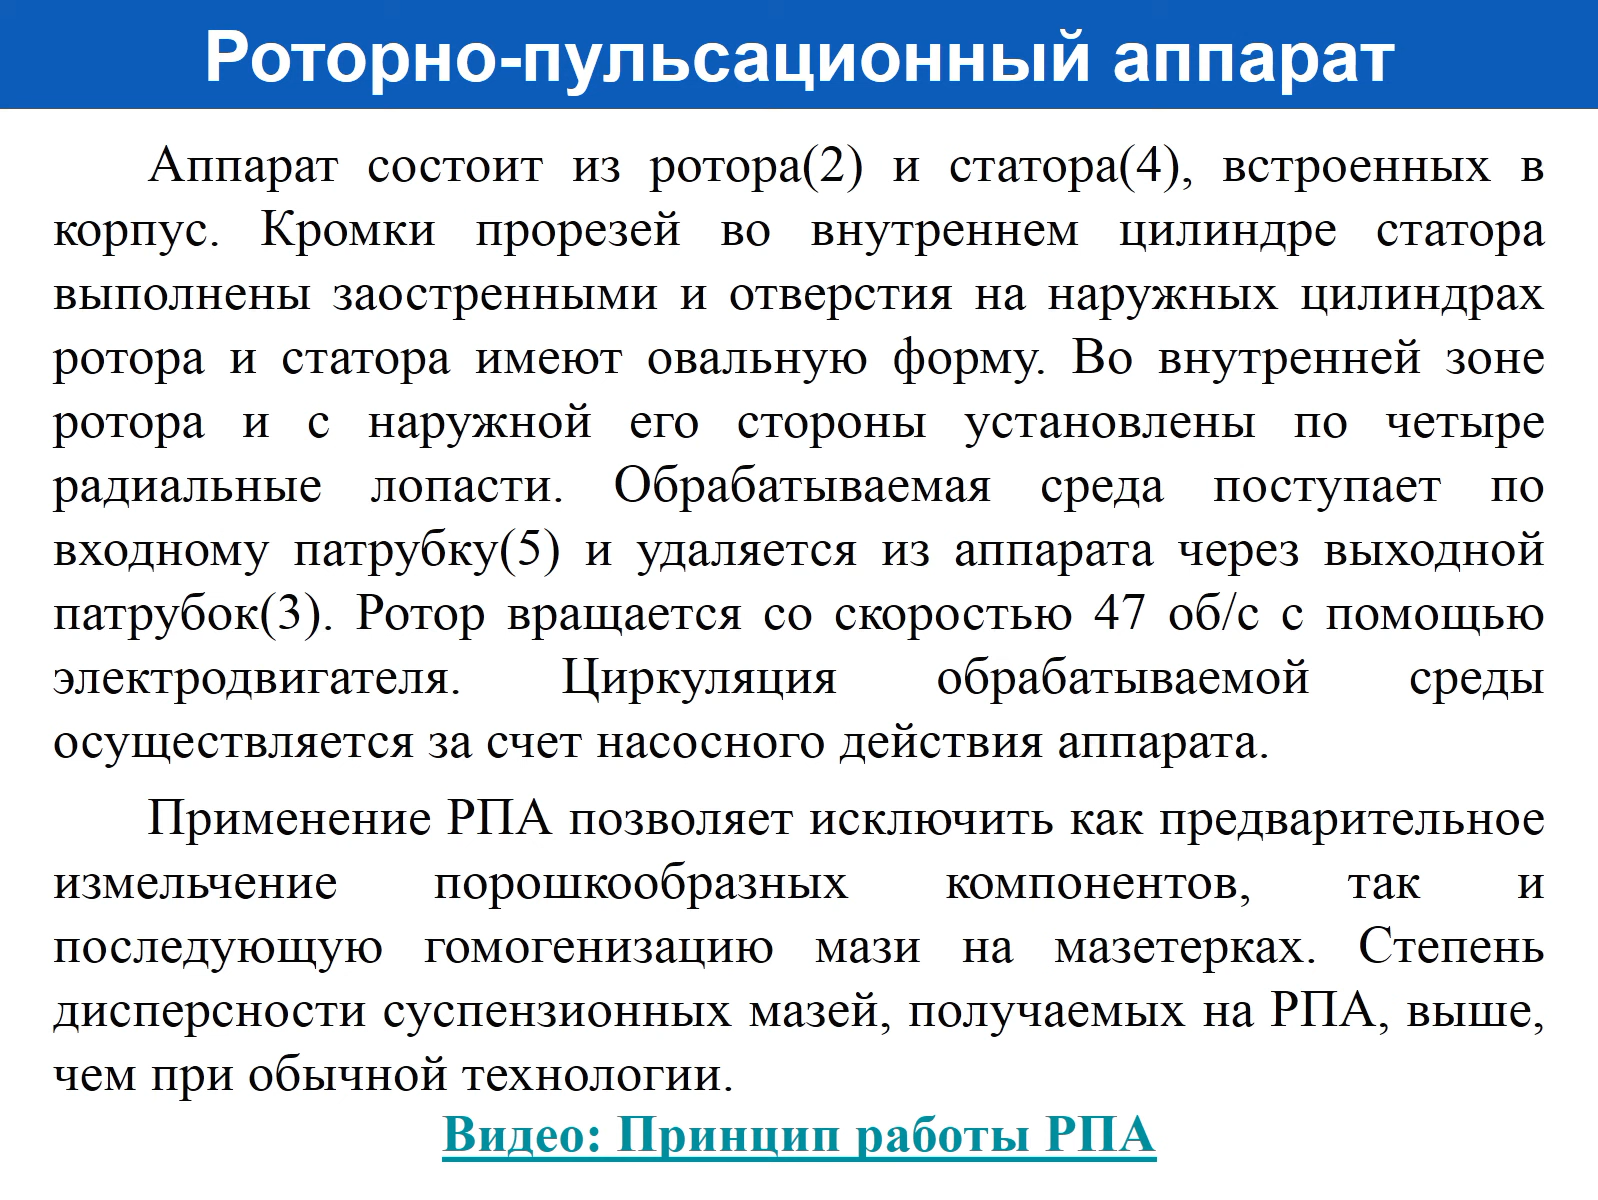 Роторно-пульсационный аппарат
Аппарат состоит из ротора(2) и статора(4), встроенных в
корпус. Кромки прорезей во внутреннем цилиндре статора
выполнены заостренными и отверстия на наружных цилиндрах
ротора и статора имеют овальную форму. Во внутренней зоне
ротора и с наружной его стороны установлены по четыре
радиальные лопасти. Обрабатываемая среда поступает по
входному патрубку(5) и удаляется из аппарата через выходной
патрубок(3). Ротор вращается со скоростью 47 об/с с помощью
электродвигателя. Циркуляция обрабатываемой среды
осуществляется за счет насосного действия аппарата.
Применение РПА позволяет исключить как предварительное
измельчение порошкообразных компонентов, так и
последующую гомогенизацию мази на мазетерках. Степень
дисперсности суспензионных мазей, получаемых на РПА, выше,
чем при обычной технологии.
Видео: Принцип работы РПА